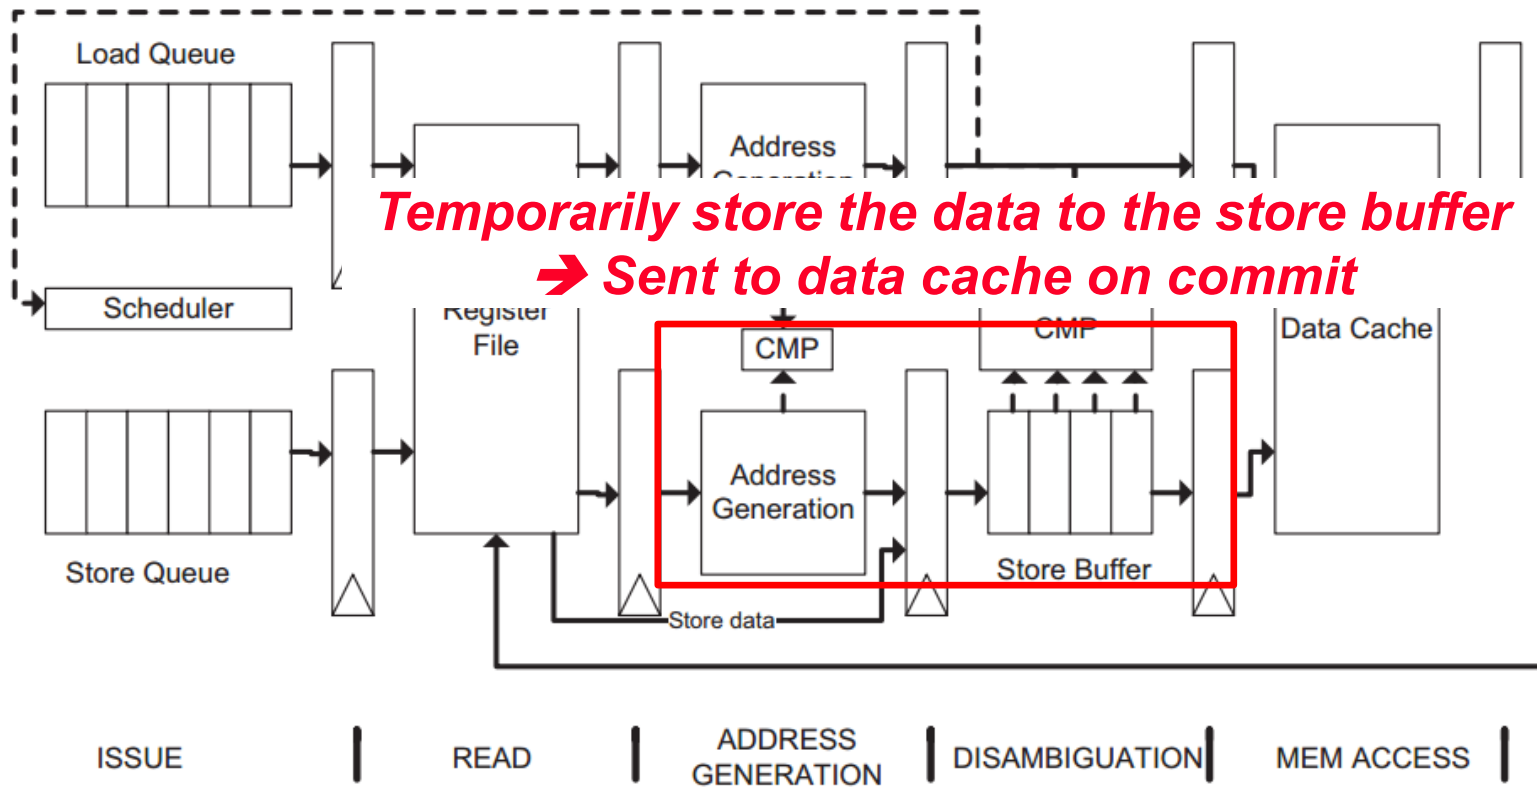 Load Queue
Address
Generation
Temporarily store the data to the store buffer
➔ Sent to data cache on commit
Scheduler
Register
File
CMP
CMP
Data Cache
Address
Generation
Store Queue
Store Buffer
Store data
ISSUE
READ
ADDRESS
GENERATION
DISAMBIGUATION
MEM ACCESS